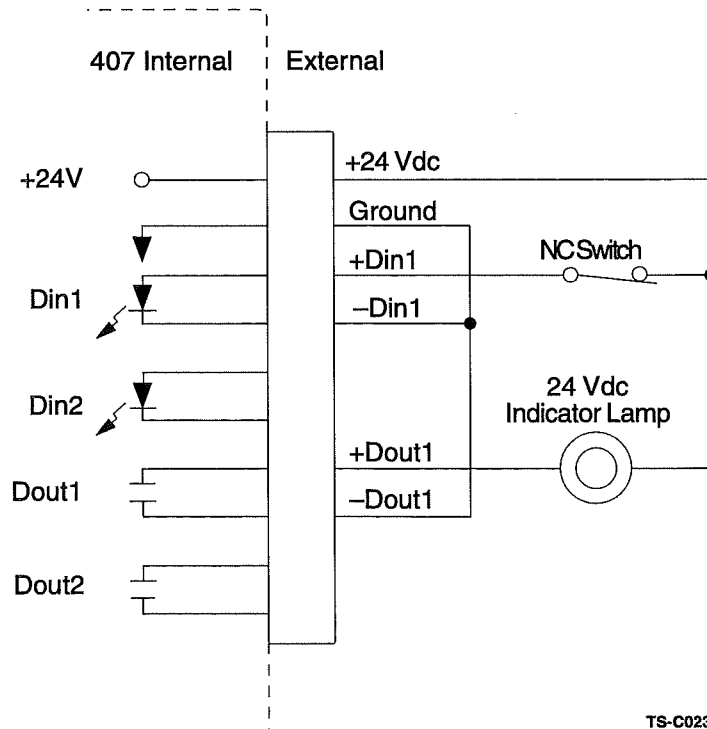 407 Internal
External
+24V
+24 Vdc
Ground
+Din1
NC Switch
Din1
–Din1
Din2
24 Vdc
Indicator Lamp
+Dout1
Dout1
–Dout1
Dout2
TS-C023